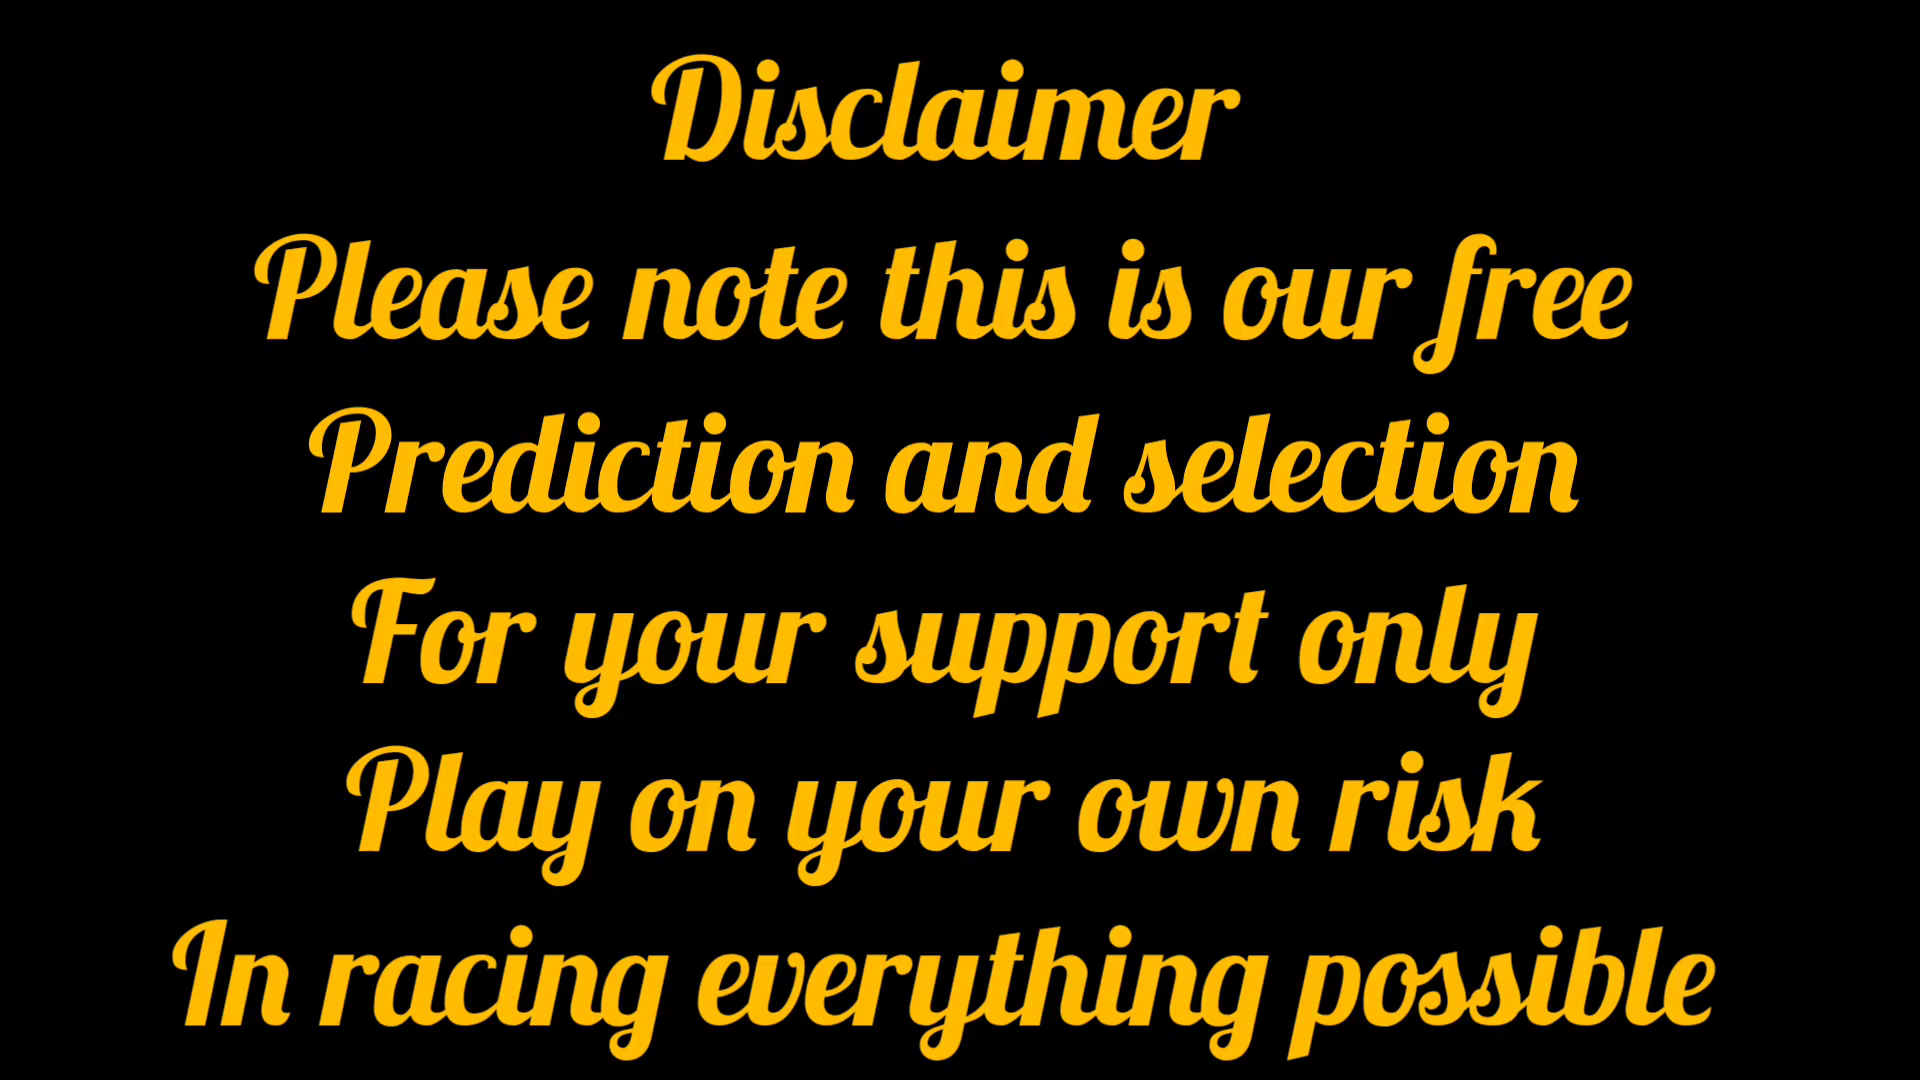 Disclaimer
Please note this is our free
Prediction and selection
For your support only
Play on your own risk
In racing everything possible